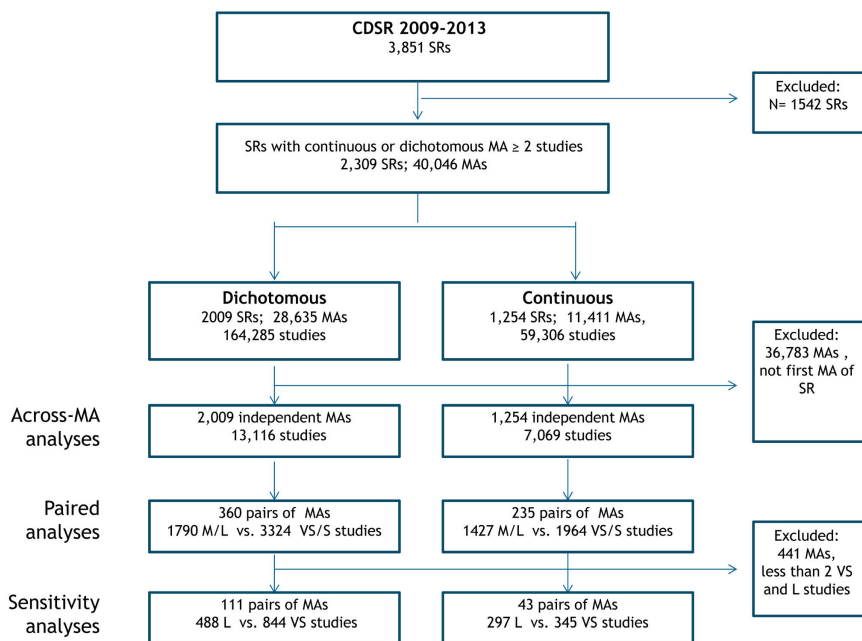 CDSR 2009-2013
3,851 SRs
Excluded:
N= 1542 SRs
SRs with continuous or dichotomous MA ≥ 2 studies
2,309 SRs; 40,046 MAs
Dichotomous
2009 SRs; 28,635 MAs
164,285 studies
Continuous
1,254 SRs; 11,411 MAs,
59,306 studies
Excluded:
36,783 MAs ,
not first MA of
SR
Across-MA
analyses
2,009 independent MAs
13,116 studies
1,254 independent MAs
7,069 studies
Paired
analyses
360 pairs of MAs
1790 M/L vs. 3324 VS/S studies
235 pairs of MAs
1427 M/L vs. 1964 VS/S studies
Excluded:
441 MAs,
less than 2 VS
and L studies
Sensitivity
analyses
111 pairs of MAs
488 L vs. 844 VS studies
43 pairs of MAs
297 L vs. 345 VS studies